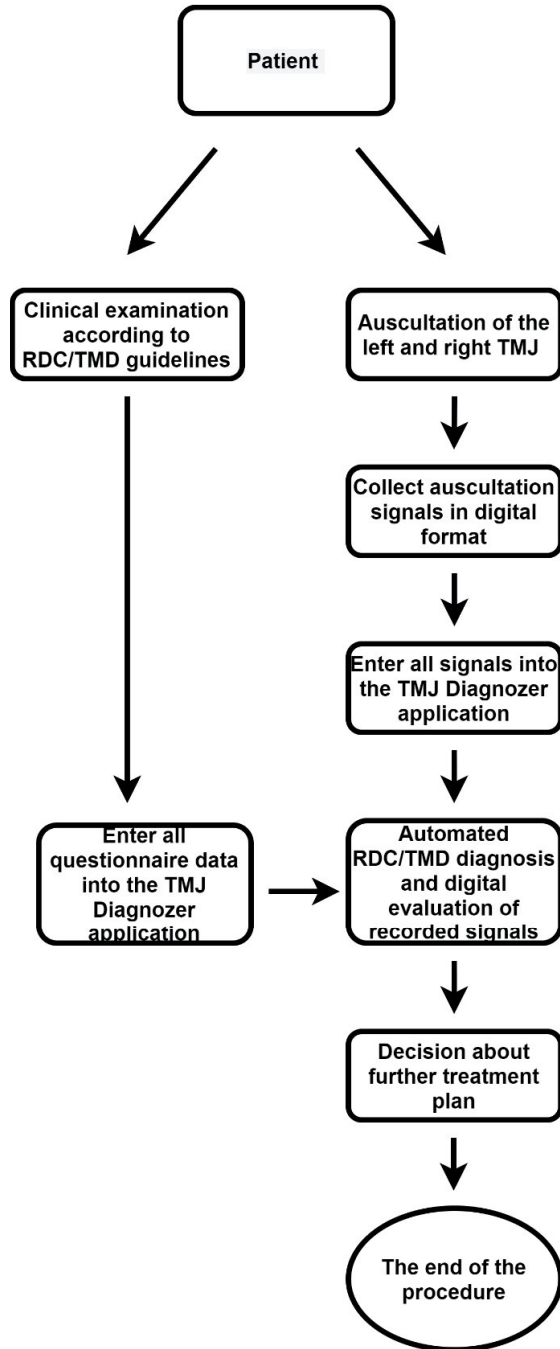 Patient
Clinical examination
according to
RDC/TMD guidelines
Auscultation of the
left and right TMJ
Collect auscultation
signals in digital
format
Enter all signals into
the TMJ Diagnozer
application
Enter all
questionnaire data
into the TMJ
Diagnozer
application
Automated
RDC/TMD diagnosis
and digital
evaluation of
recorded signals
Decision about
further treatment
plan
The end of the
procedure